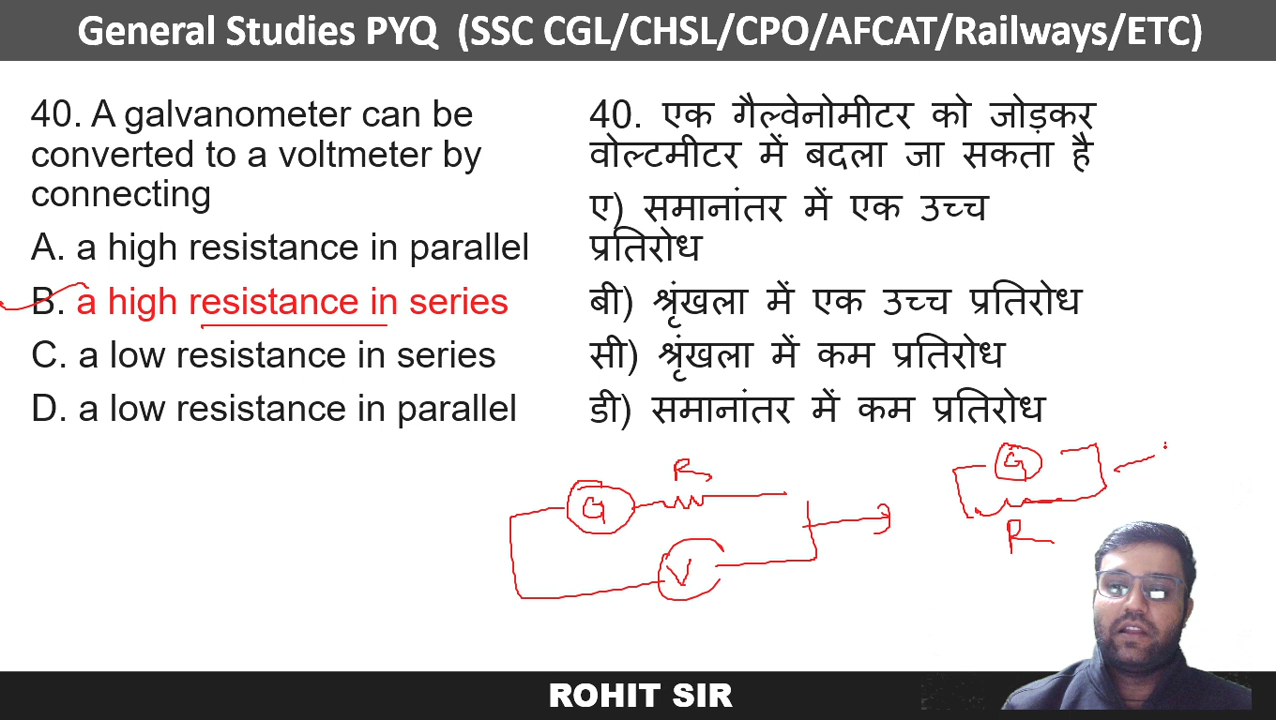 General Studies PYQ (SSC CGL/CHSL/CPO/AFCAT/Railways/ETC)
40. A galvanometer can be
converted to a voltmeter by
connecting
A. a high resistance in parallel
B. a high resistance in series
C. a low resistance in series
D. a low resistance in parallel
40. एक गैल्वेनोमीटर को जोड़कर
वोल्टमीटर में बदला जा सकता है
ए) समानांतर में एक उच्च
प्रतिरोध
बी) श्रृंखला में एक उच्च प्रतिरोध
सी) श्रृंखला में कम प्रतिरोध
डी) समानांतर में कम प्रतिरोध
G R
V
G
R
ROHIT SIR